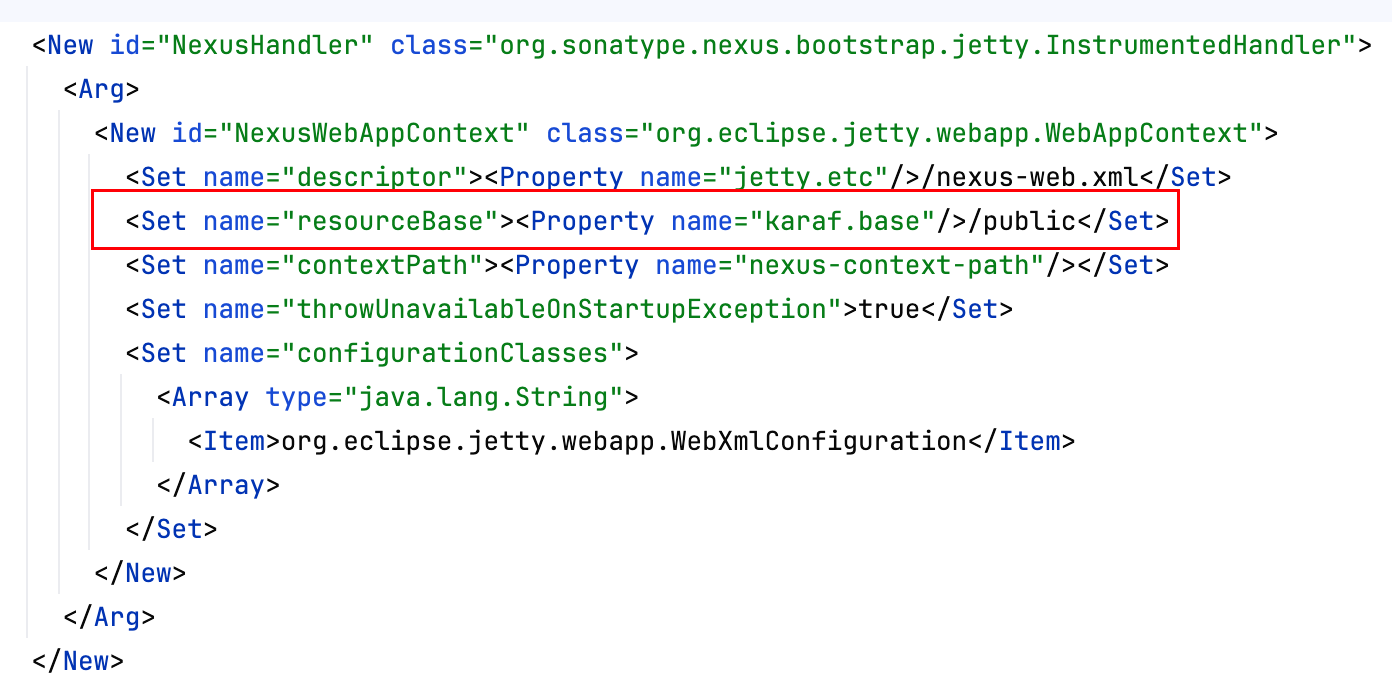 <New id="NexusHandler" class="org.sonatype.nexus.bootstrap.jetty.InstrumentedHandler">
<Arg>
<New id="NexusWebAppContext" class="org.eclipse.jetty.webapp.WebAppContext">
<Set name="descriptor"><Property name="jetty.etc"/>/nexus-web.xml</Set>
<Set name="resourceBase"><Property name="karaf.base"/>/public</Set>
<Set name="contextPath"><Property name="nexus-context-path"/></Set>
<Set name="throwUnavailableOnStartupException">true</Set>
<Set name="configurationClasses">
<Array type="java.lang.String">
<Item>org.eclipse.jetty.webapp.WebXmlConfiguration</Item>
</Array>
</Set>
</New>
</Arg>
</New>